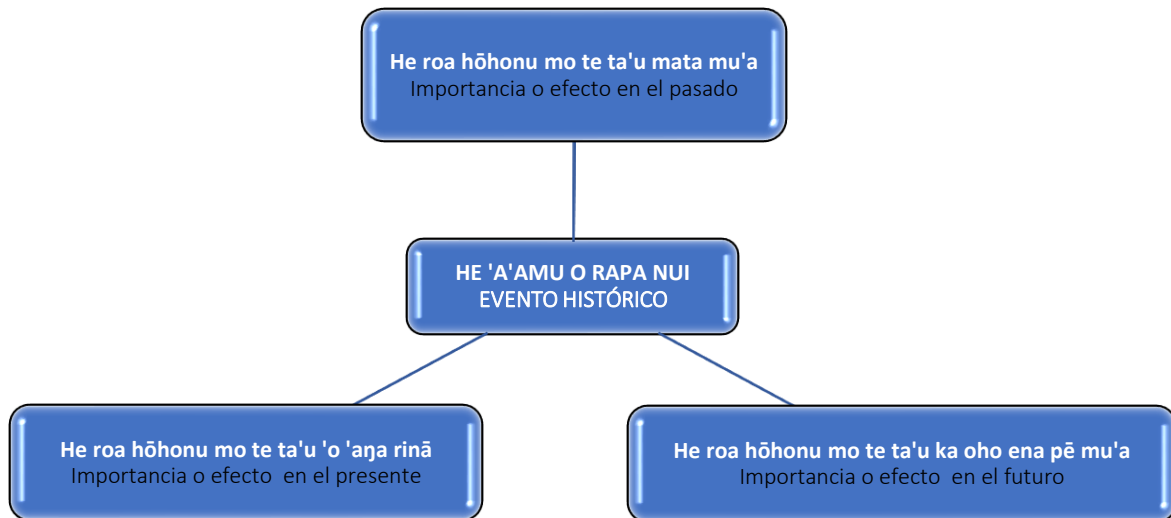 He roa hōhonu mo te ta'u mata mu'a
Importancia o efecto en el pasado
HE 'A'AMU O RAPA NUI
EVENTO HISTÓRICO
He roa hōhonu mo te ta'u 'o 'aŋa rinā
Importancia o efecto en el presente
He roa hōhonu mo te ta'u ka oho ena pē mu'a
Importancia o efecto en el futuro